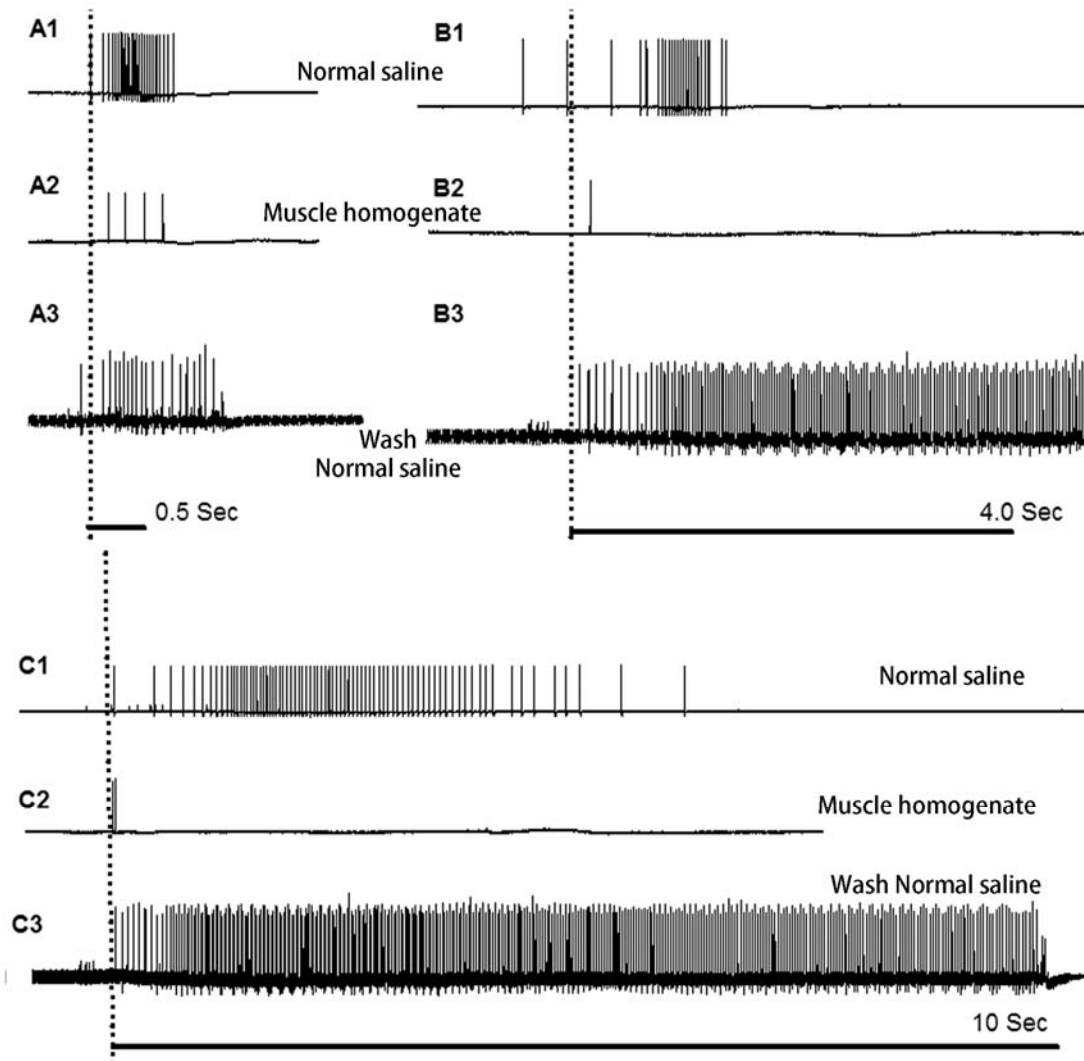 A1
Normal saline
B1
A2
Muscle homogenate
B2
A3
Wash
Normal saline
B3
0.5 Sec
4.0 Sec
C1
Normal saline
C2
Muscle homogenate
Wash Normal saline
C3
10 Sec